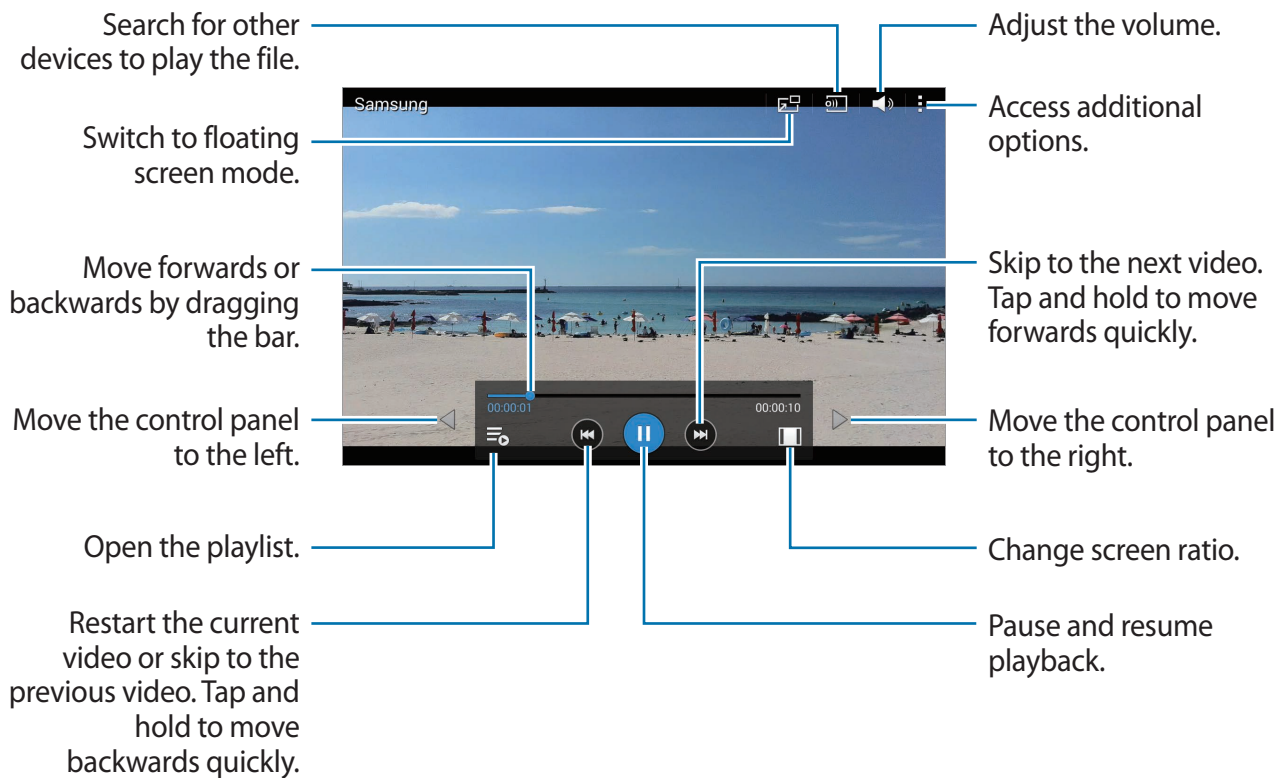 Search for other
devices to play the file.
Adjust the volume.
Samsung
Access additional
options.
Switch to floating
screen mode.
Move forwards or
backwards by dragging
the bar.
Skip to the next video.
Tap and hold to move
forwards quickly.
00:00:01
00:00:10
Move the control panel
to the left.
Move the control panel
to the right.
Open the playlist.
Change screen ratio.
Restart the current
video or skip to the
previous video. Tap and
hold to move
backwards quickly.
Pause and resume
playback.